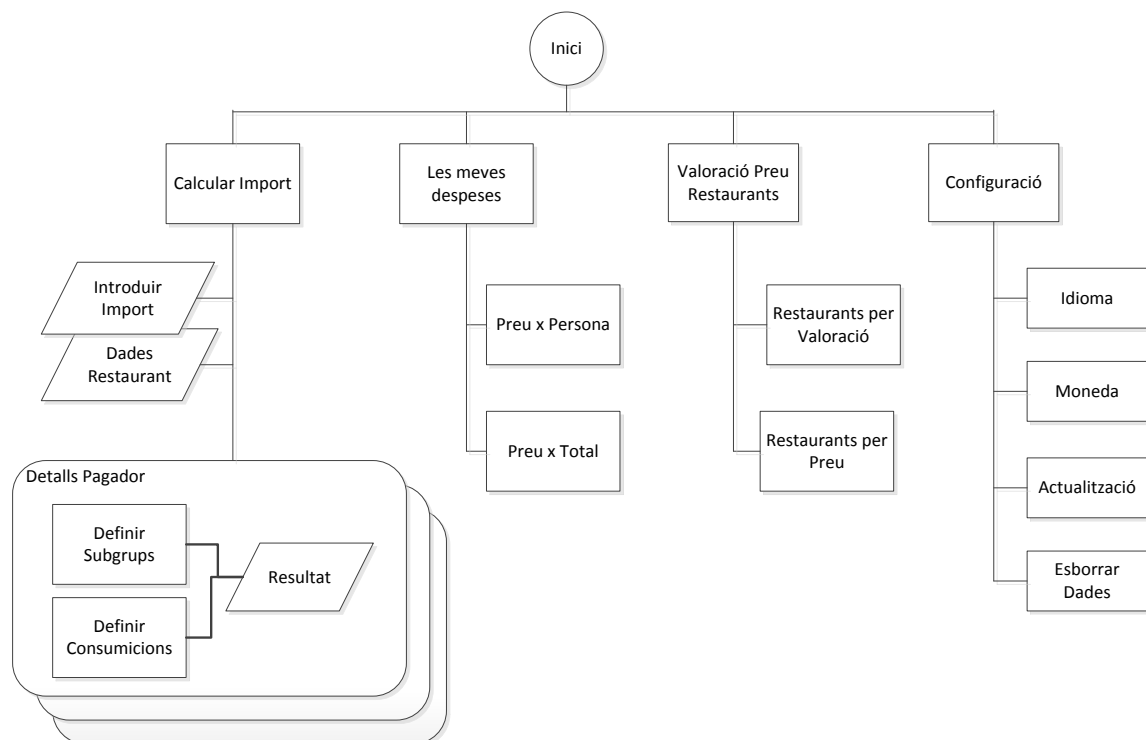 Inici
Calcular Import
Les meves
despeses
Valoració Preu
Restaurants
Configuració
Introduir
Import
Dades
Restaurant
Preu x Persona
Preu x Total
Restaurants per
Valoració
Restaurants per
Preu
Idioma
Moneda
Actualització
Esborrar
Dades
Detalls Pagador
Definir
Subgrups
Definir
Consumicions
Resultat